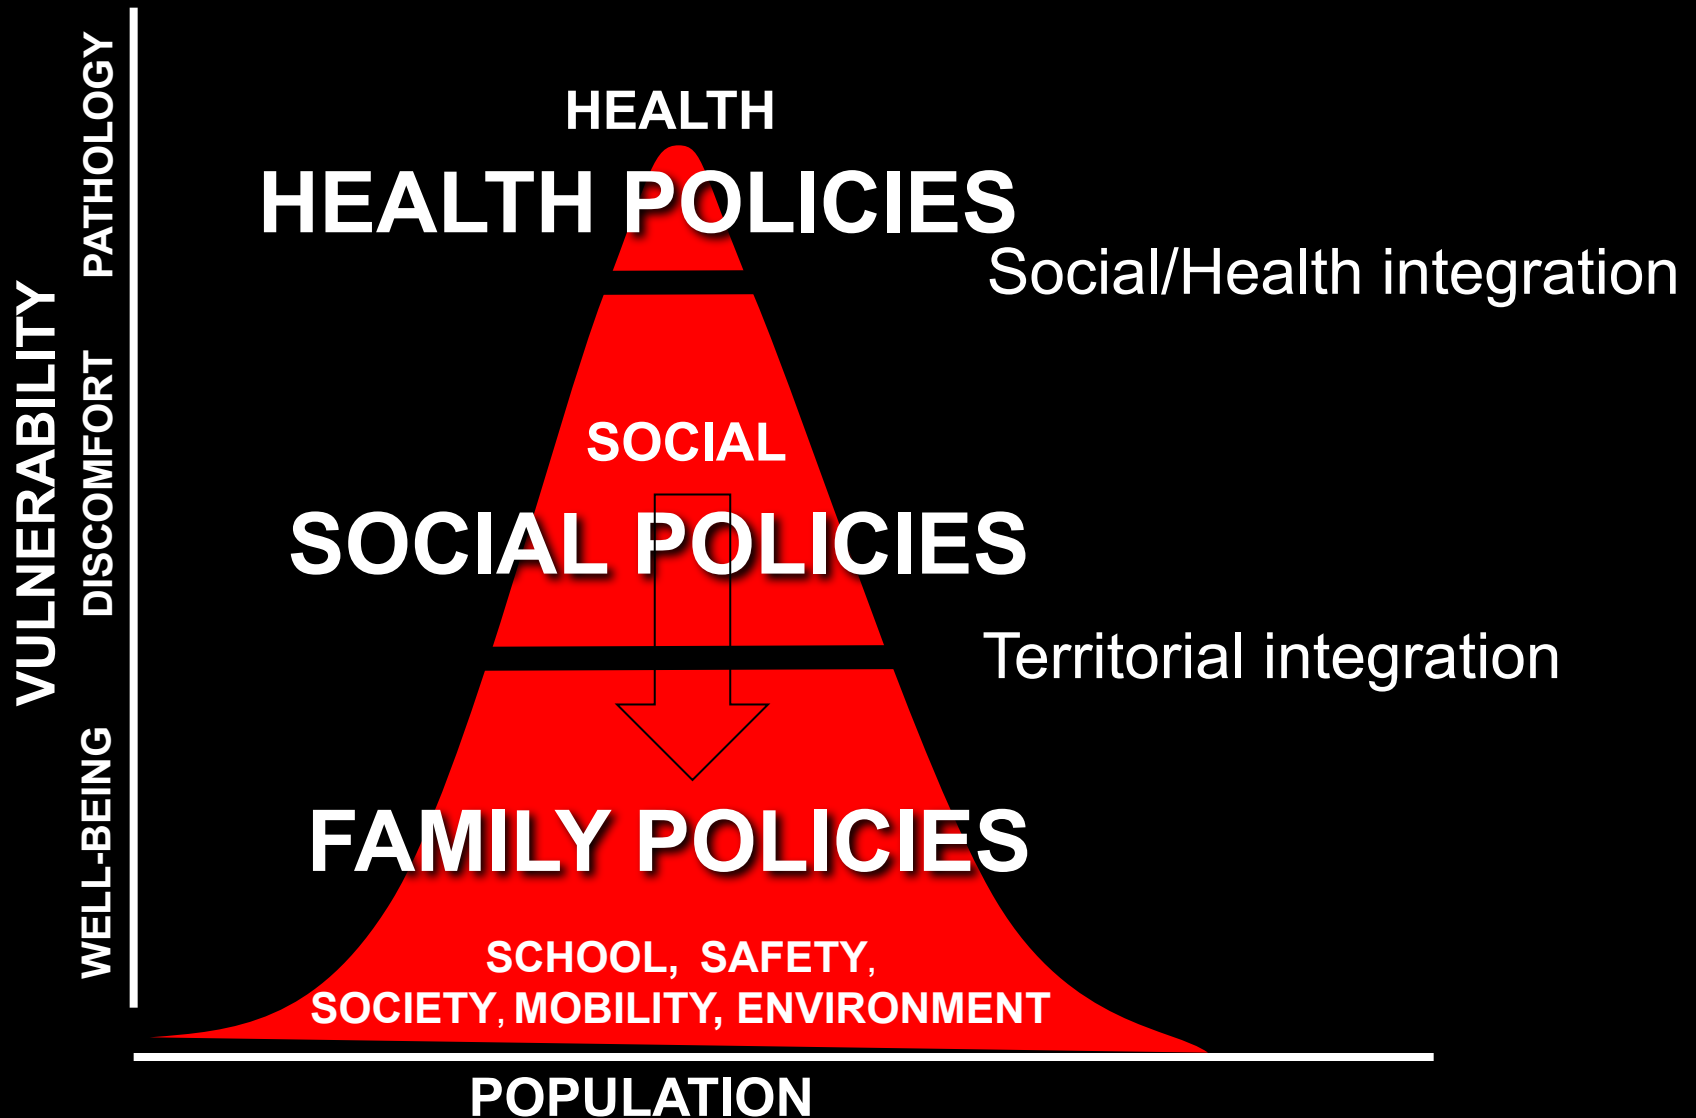 HEALTH
HEALTH POLICIES
Social/Health integration
SOCIAL
SOCIAL POLICIES
Territorial integration
FAMILY POLICIES
SCHOOL, SAFETY,
SOCIETY, MOBILITY, ENVIRONMENT
POPULATION
VULNERABILITY
PATHOLOGY
DISCOMFORT
WELL-BEING